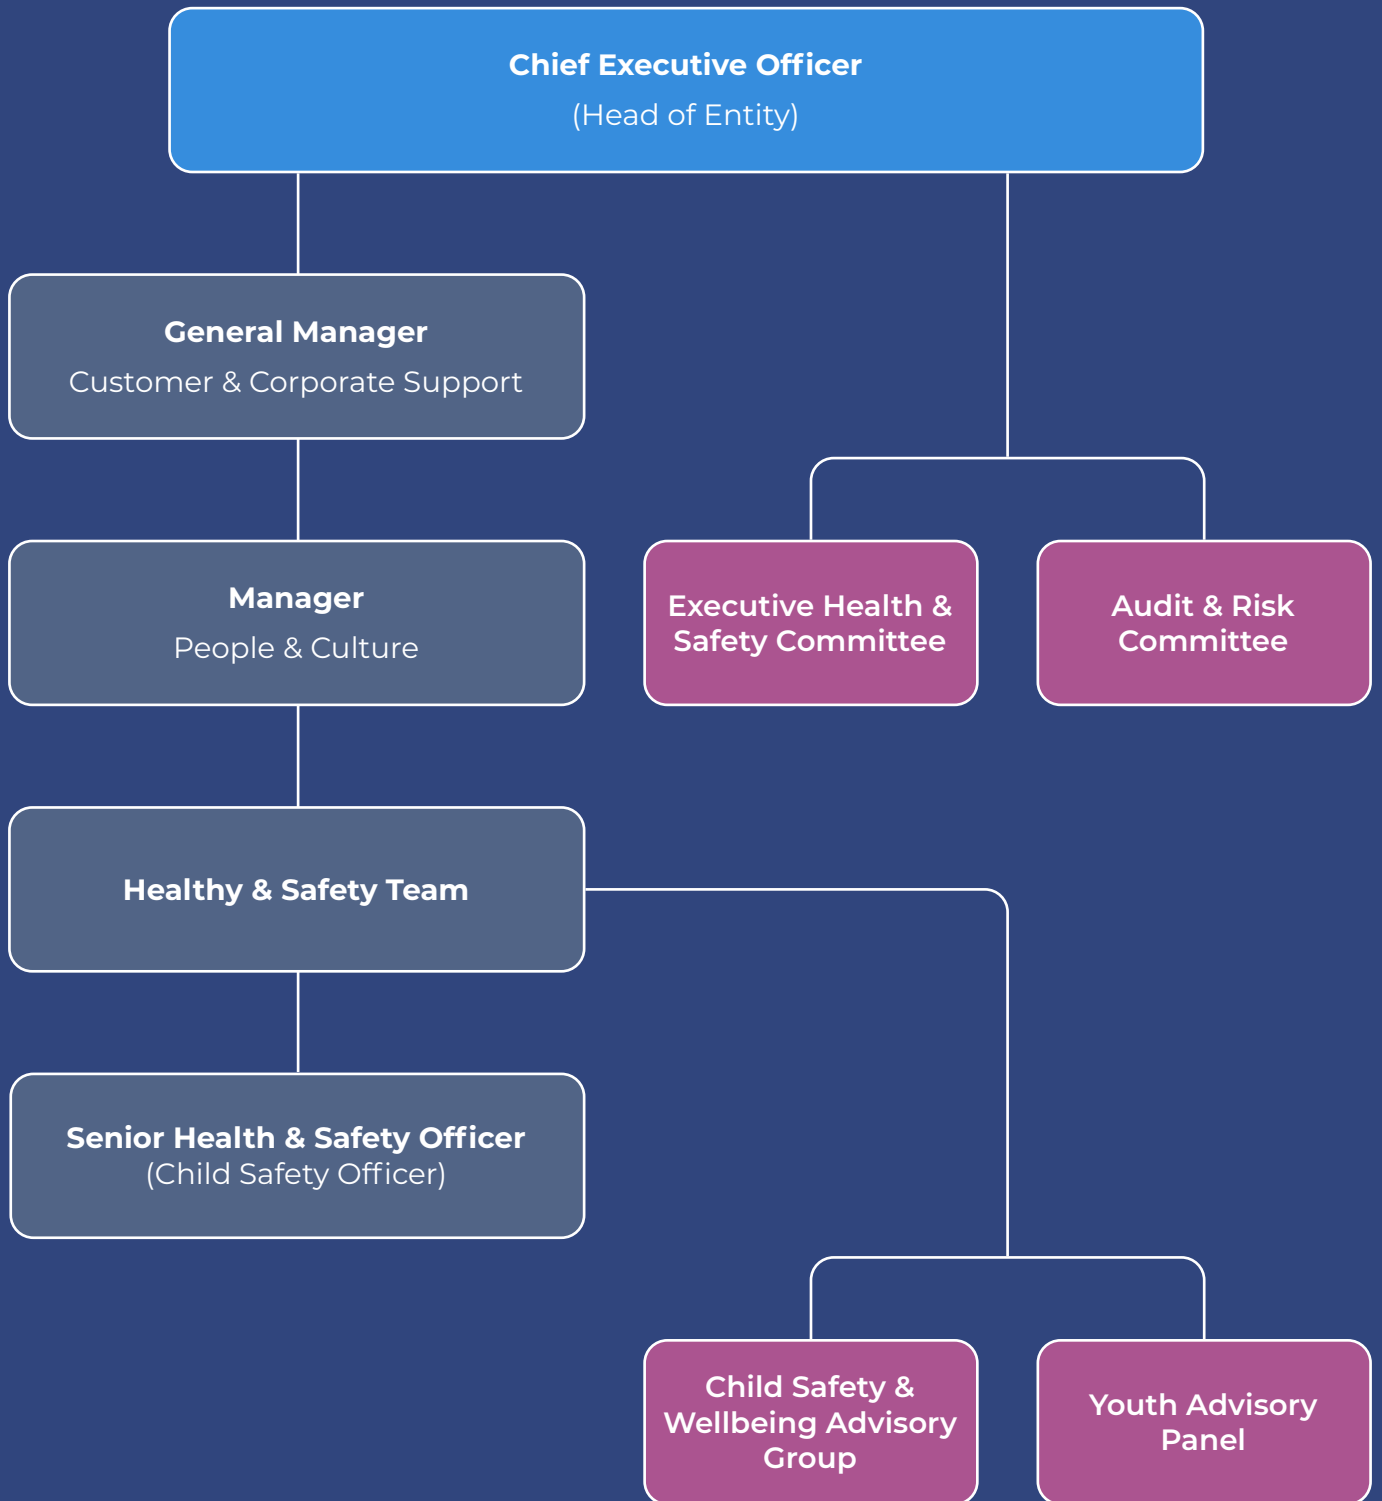 Chief Executive Officer
(Head of Entity)
General Manager
Customer & Corporate Support
Manager
People & Culture
Executive Health &
Safety Committee
Audit & Risk
Committee
Healthy & Safety Team
Senior Health & Safety Officer
(Child Safety Officer)
Child Safety &
Wellbeing Advisory
Group
Youth Advisory
Panel